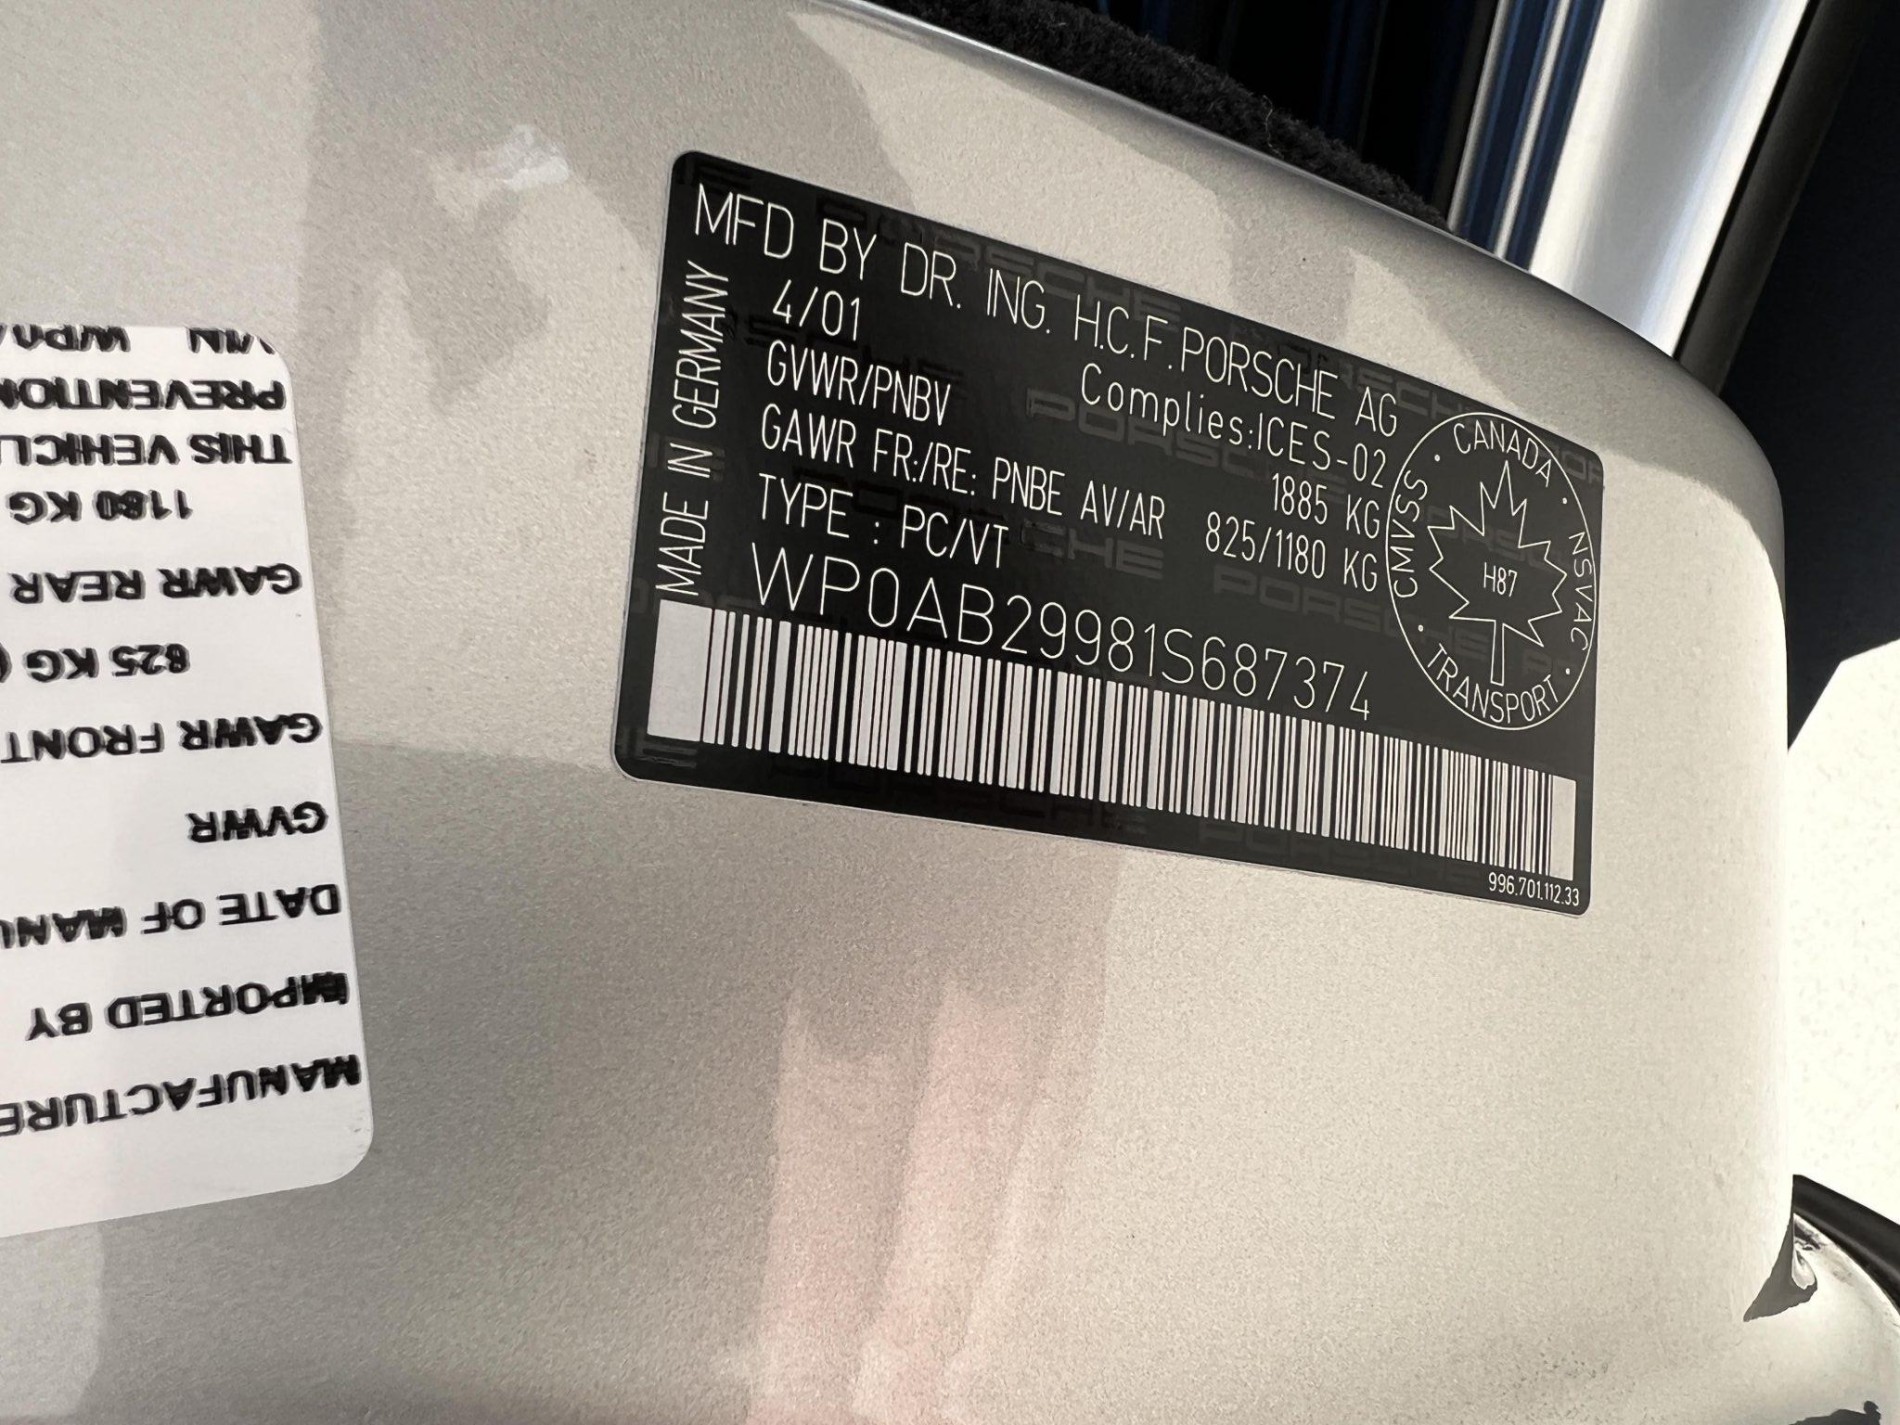 MFD BY DR. ING. H.C.F.PORSCHE AG
4/01 Complies:ICES-02
GVWR/PNBV 1885 KG
GAWR FR:/RE: PNBE AV/AR 825/1180 KG
TYPE : PC/VT
WP0AB29981S687374
MADE IN GERMANY
CANADA · NSVAC · TRANSPORT · CMVSS ·
H87
996.701.112.33
MANUFACTURE
IMPORTED BY
DATE OF MANU
GVWR
GAWR FRONT
825 KG (
GAWR REAR
1180 KG
THIS VEHICL
PREVENTION
VIN WP0A